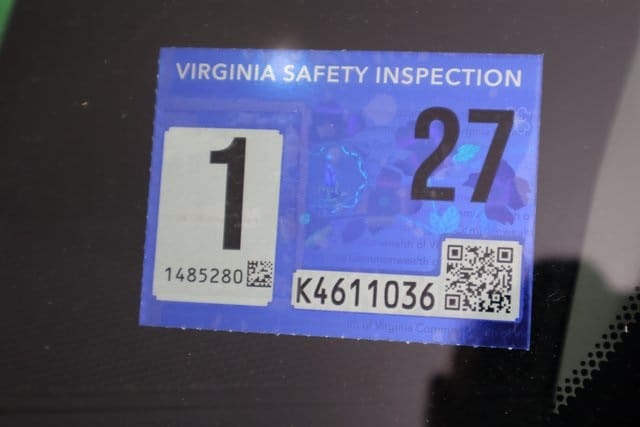 VIRGINIA SAFETY INSPECTION
27
1
1485280
K4611036